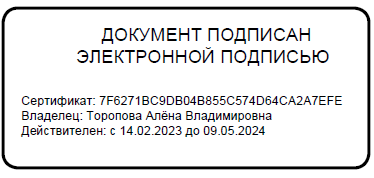 ДОКУМЕНТ ПОДПИСАН
ЭЛЕКТРОННОЙ ПОДПИСЬЮ
Сертификат: 7F6271BC9DB04B855C574D64CA2A7EFE
Владелец: Торопова Алёна Владимировна
Действителен: с 14.02.2023 до 09.05.2024